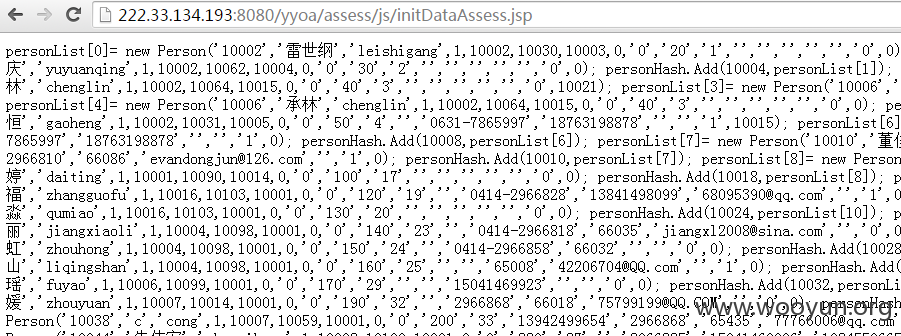 222.33.134.193:8080/yyoa/assess/js/initDataAssess.jsp
personList[0]= new Person('10002','雷世纲','leishigang',1,10002,10030,10003,0,'0','20','1','','','','','','0',0)
庆','yuyuanqing',1,10002,10062,10004,0,'0','30','2','','','','','','0',0); personHash.Add(10004,personList[1]);
林','chenglin',1,10002,10064,10015,0,'0','40','3','','','','','','0',10021); personList[3]= new Person('10006','
personList[4]= new Person('10006','承林','chenglin',1,10002,10064,10015,0,'0','40','3','','','','','','0',0); pe
恒','gaoheng',1,10002,10031,10005,0,'0','50','4','','0631-7865997','18763198878','','','1',10015); personList[6]
7865997','18763198878','','','1',0); personHash.Add(10008,personList[6]); personList[7]= new Person('10010','董佳
2966810','66086','evandongjun@126.com','','1',0); personHash.Add(10010,personList[7]); personList[8]= new Perso
婷','daiting',1,10001,10090,10014,0,'0','100','17','','','','','','0',0); personHash.Add(10018,personList[8]); p
福','zhangguofu',1,10016,10103,10001,0,'0','120','19','','0414-2966828','13841498099','68095390@qq.com','','1',0
淼','qumiao',1,10016,10103,10001,0,'0','130','20','','','','','','0',0); personHash.Add(10024,personList[10]); p
丽','jiangxiaoli',1,10004,10098,10001,0,'0','140','23','','0414-2966818','66035','jiangxl2008@sina.com','','0',0
虹','zhouhong',1,10004,10098,10001,0,'0','150','24','','0414-2966858','66032','','','0',0); personHash.Add(10028
山','liqingshan',1,10004,10098,10001,0,'0','160','25','','','65008','42206704@QQ.com','','1',0);
瑶','fuyao',1,10006,10099,10001,0,'0','170','29','','','15041469923','','','0',0); personHash.Add(10032,personLi
媛','zhouyuan',1,10007,10014,10001,0,'0','190','32','','2966868','66018','75799199@QQ.COM','','0',0); person
Person('10038','c','cong',1,10007,10059,1001,0,'0','200','33','13942499654','2966868','65435','77766006@qq.com'
www.wooyun.org